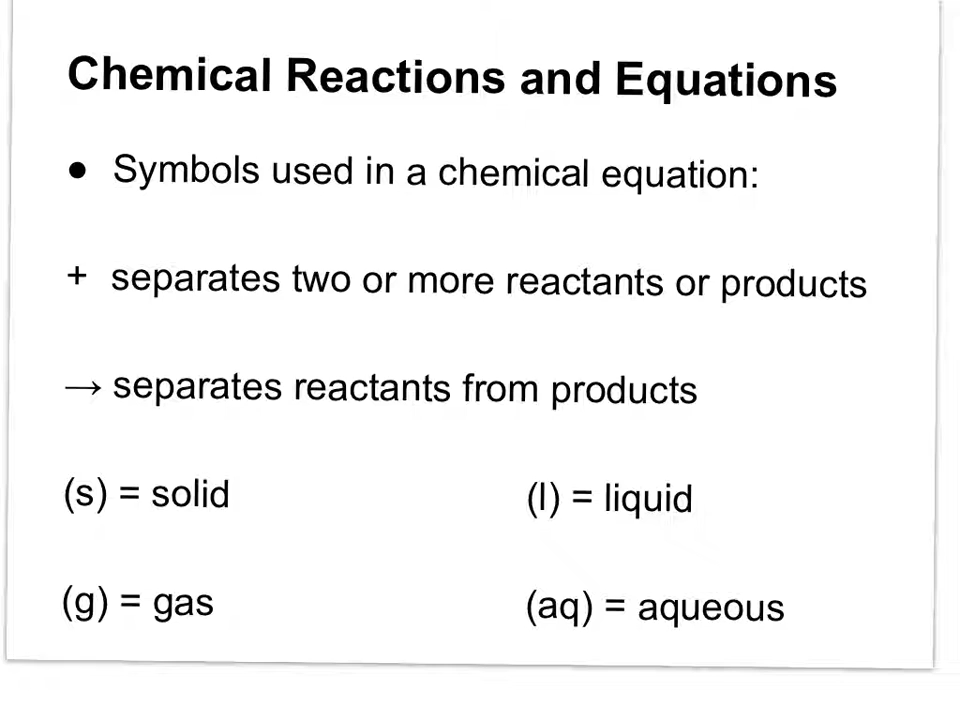 Chemical Reactions and Equations
● Symbols used in a chemical equation:
+ separates two or more reactants or products
→ separates reactants from products
(s) = solid (l) = liquid
(g) = gas (aq) = aqueous